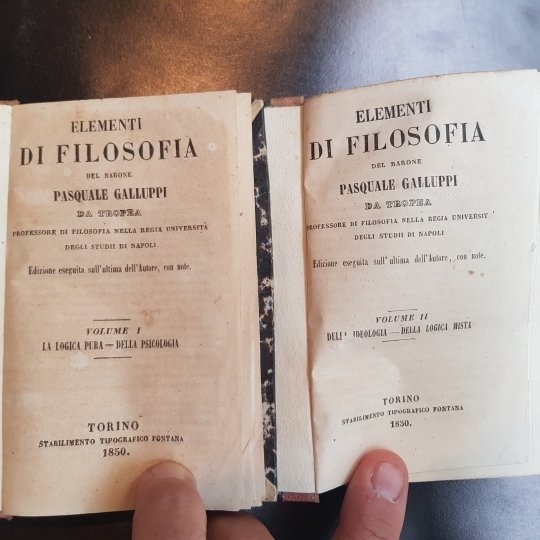 ELEMENTI
DI FILOSOFIA
DEL BARONE
PASQUALE GALLUPPI
DA TROPEA
PROFESSORE DI FILOSOFIA NELLA REGIA UNIVERSITÀ
DEGLI STUDII DI NAPOLI
Edizione eseguita sull'ultima dell'Autore, con note.
VOLUME I
LA LOGICA PURA — DELLA PSICOLOGIA
TORINO
STABILIMENTO TIPOGRAFICO FONTANA
1850.
ELEMENTI
DI FILOSOFIA
DEL BARONE
PASQUALE GALLUPPI
DA TROPEA
PROFESSORE DI FILOSOFIA NELLA REGIA UNIVERSIT.
DEGLI STUDII DI NAPOLI
Edizione eseguita sull'ultima dell'Autore, con note.
VOLUME II
DELLA IDEOLOGIA — DELLA LOGICA MISTA
TORINO
STABILIMENTO TIPOGRAFICO FONTANA
1850.